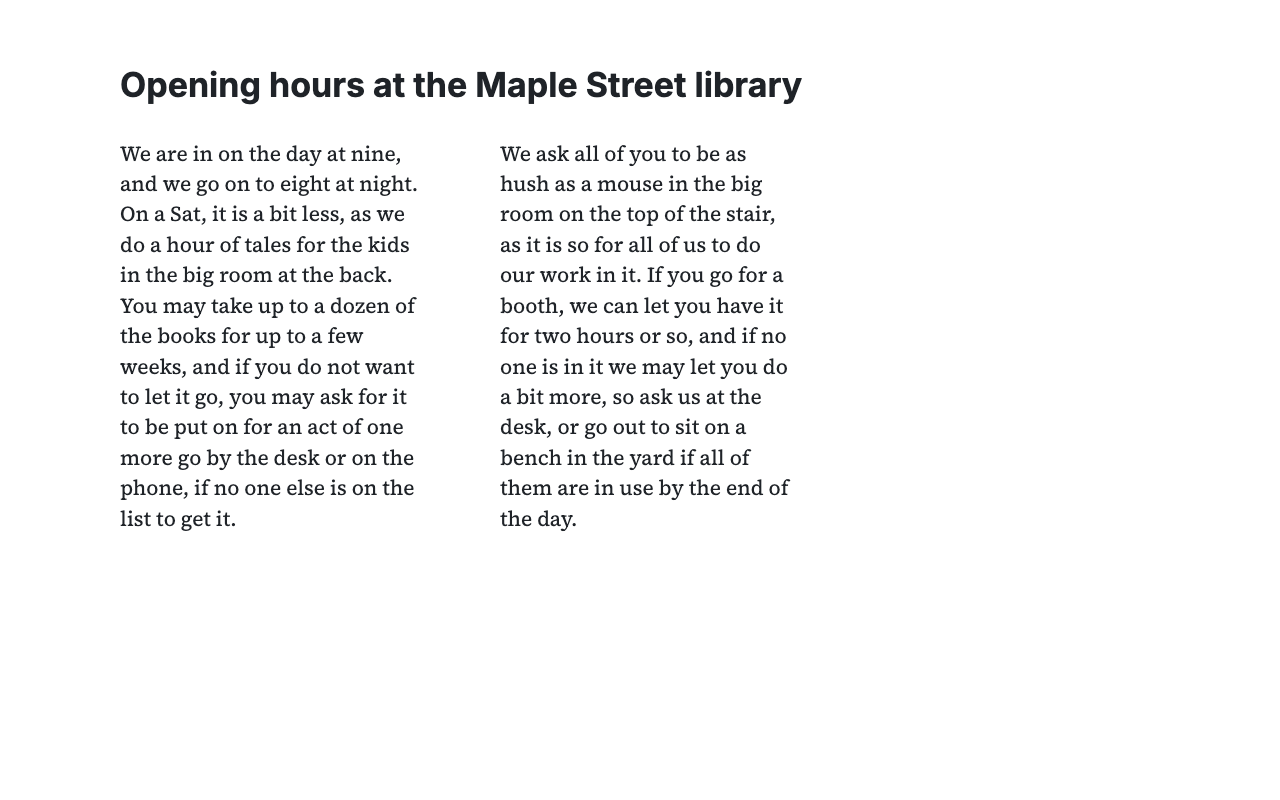 Opening hours at the Maple Street library
We are in on the day at nine,
and we go on to eight at night.
On a Sat, it is a bit less, as we
do a hour of tales for the kids
in the big room at the back.
You may take up to a dozen of
the books for up to a few
weeks, and if you do not want
to let it go, you may ask for it
to be put on for an act of one
more go by the desk or on the
phone, if no one else is on the
list to get it.
We ask all of you to be as
hush as a mouse in the big
room on the top of the stair,
as it is so for all of us to do
our work in it. If you go for a
booth, we can let you have it
for two hours or so, and if no
one is in it we may let you do
a bit more, so ask us at the
desk, or go out to sit on a
bench in the yard if all of
them are in use by the end of
the day.